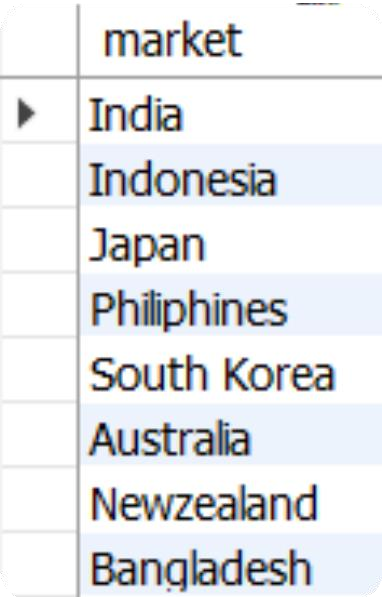 market
India
Indonesia
Japan
Philiphines
South Korea
Australia
Newzealand
Bangladesh